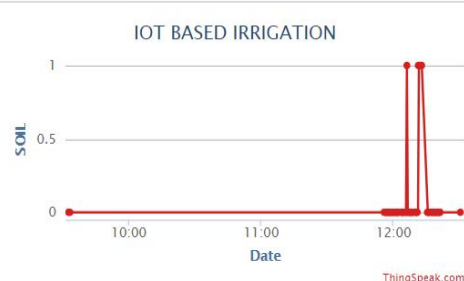 IOT BASED IRRIGATION
1
0.5
0
SOIL
10:00 11:00 12:00
Date
ThingSpeak.com